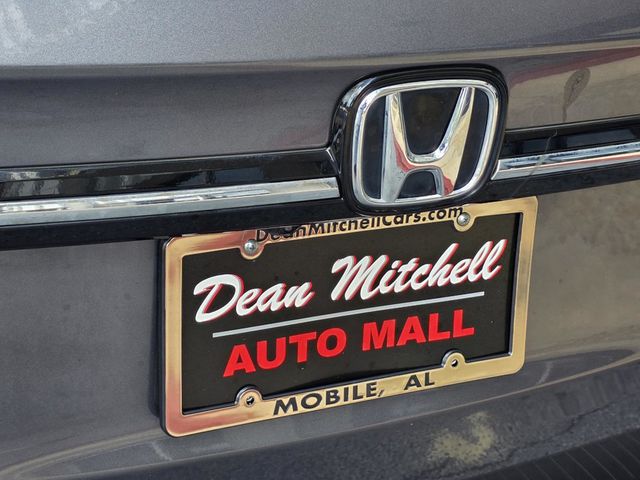 DeanMitchellCars.com
Dean Mitchell
AUTO MALL
MOBILE, AL